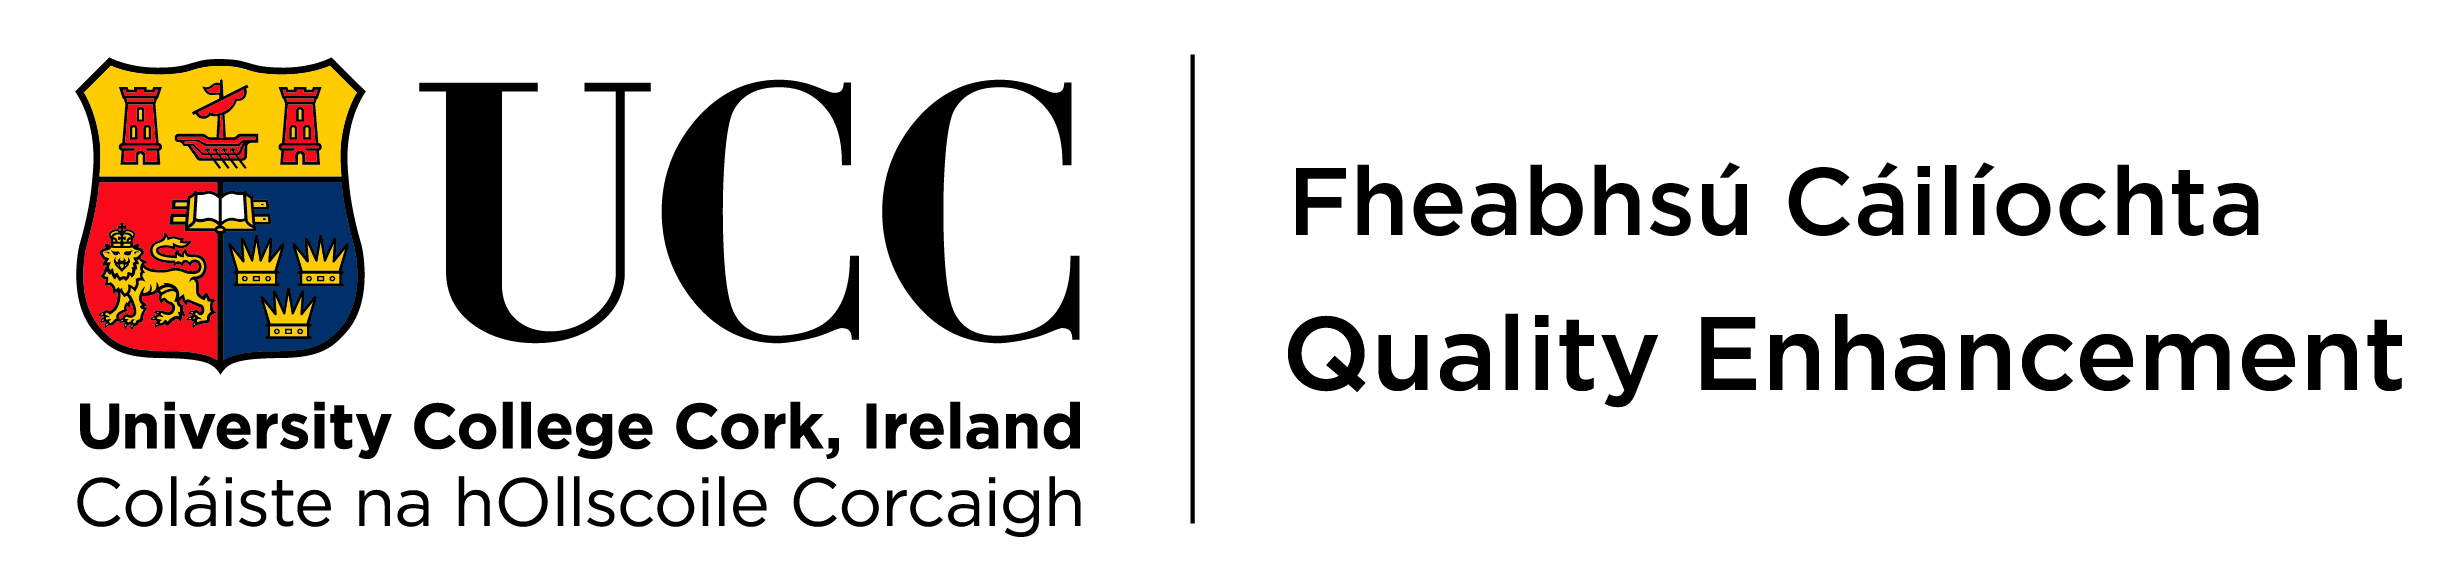 UCC
University College Cork, Ireland
Coláiste na hOllscoile Corcaigh
Fheabhsú Cáilíochta
Quality Enhancement